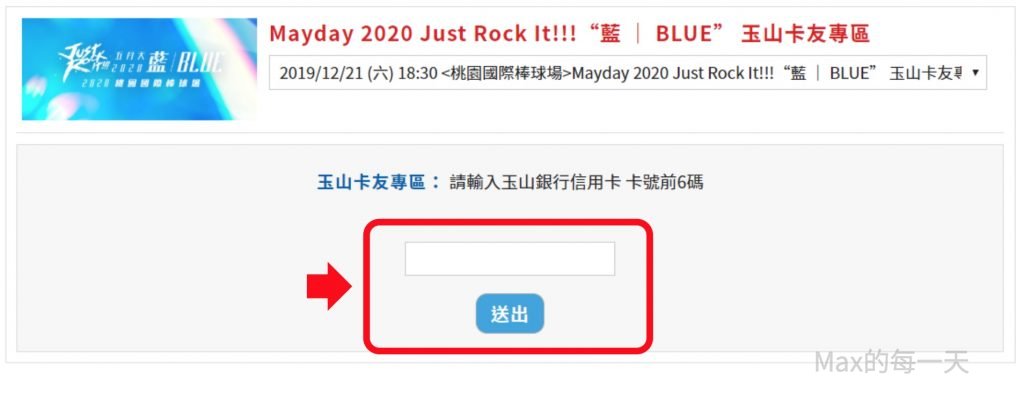 Mayday 2020 Just Rock It!!!“藍 │ BLUE” 玉山卡友專區
Just Rock It!!! 五月天 2020 藍 | BLUE
2020 桃園國際棒球場
2019/12/21 (六) 18:30 <桃園國際棒球場>Mayday 2020 Just Rock It!!!“藍 │ BLUE” 玉山卡友專
玉山卡友專區： 請輸入玉山銀行信用卡 卡號前6碼
送出
Max的每一天